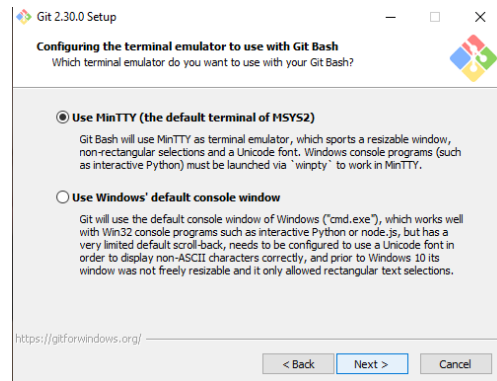 Git 2.30.0 Setup
Configuring the terminal emulator to use with Git Bash
Which terminal emulator do you want to use with your Git Bash?
Use MinTTY (the default terminal of MSYS2)
Git Bash will use MinTTY as terminal emulator, which sports a resizable window,
non-rectangular selections and a Unicode font. Windows console programs (such
as interactive Python) must be launched via `winpty` to work in MinTTY.
Use Windows' default console window
Git will use the default console window of Windows ("cmd.exe"), which works well
with Win32 console programs such as interactive Python or node.js, but has a
very limited default scroll-back, needs to be configured to use a Unicode font in
order to display non-ASCII characters correctly, and prior to Windows 10 its
window was not freely resizable and it only allowed rectangular text selections.
https://gitforwindows.org/
< Back
Next >
Cancel